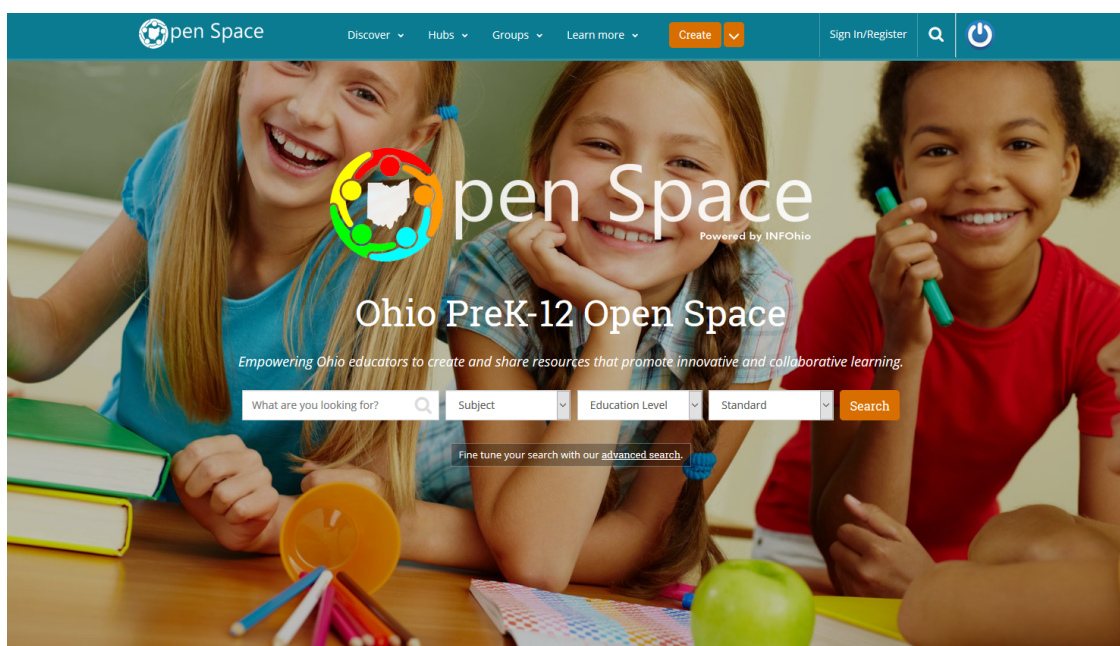 pen Space
Discover
Hubs
Groups
Learn more
Create
Sign In/Register
pen Space
Powered by INFOhio
Ohio PreK-12 Open Space
Empowering Ohio educators to create and share resources that promote innovative and collaborative learning.
What are you looking for?
Subject
Education Level
Standard
Search
Fine tune your search with our advanced search.